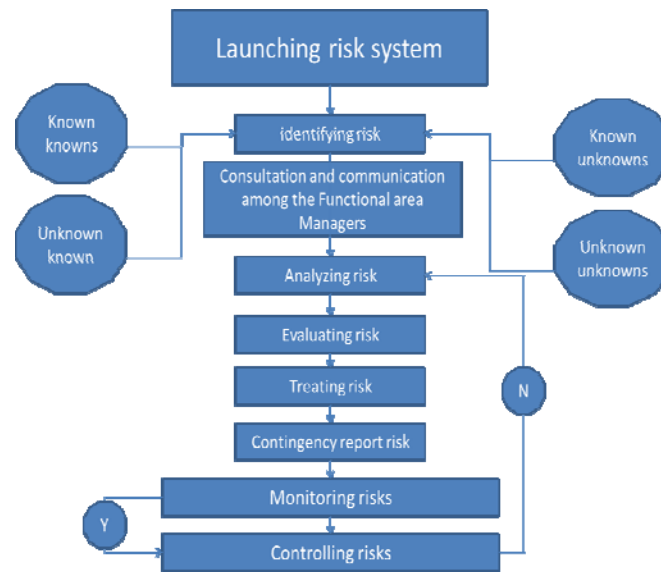 Launching risk system
Known
knowns
identifying risk
Known
unknowns
Consultation and communication
among the Functional area
Managers
Unknown
known
Unknown
unknowns
Analyzing risk
Evaluating risk
Treating risk
N
Contingency report risk
Monitoring risks
Y
Controlling risks